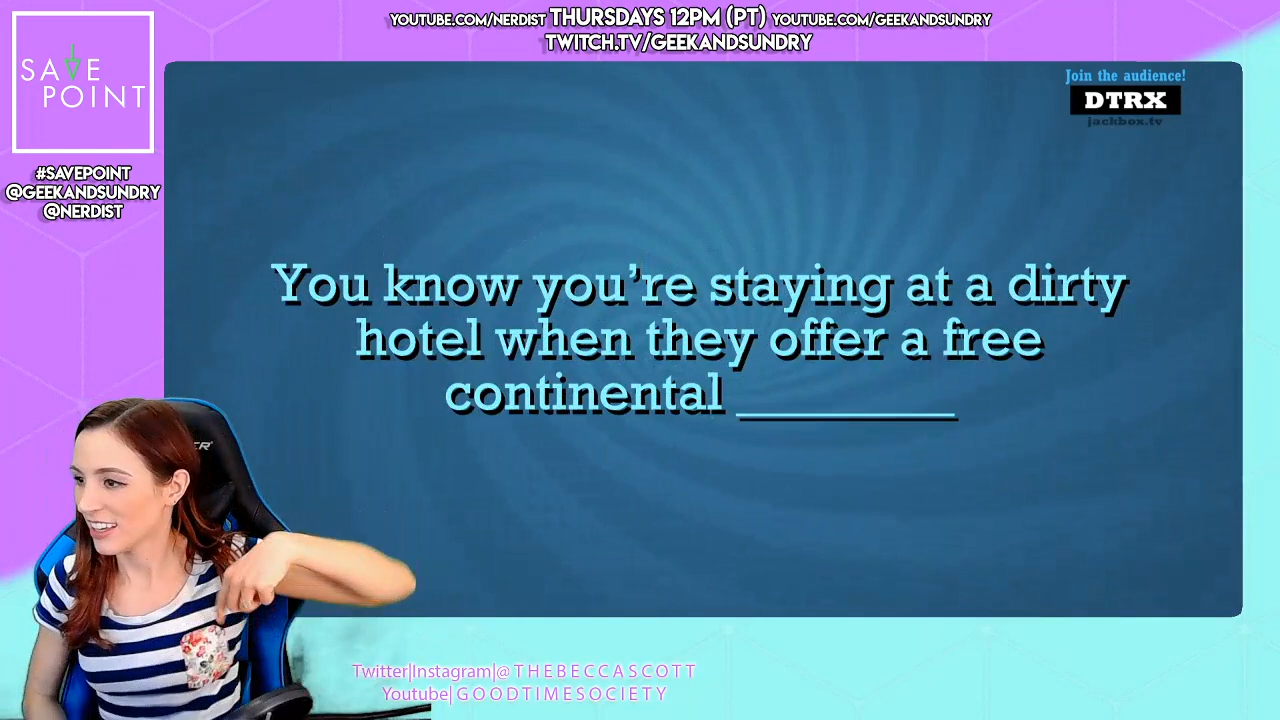 YOUTUBE.COM/NERDIST THURSDAYS 12PM (PT) YOUTUBE.COM/GEEKANDSUNDRY
TWITCH.TV/GEEKANDSUNDRY
SAVE
POINT
#SAVEPOINT
@GEEKANDSUNDRY
@NERDIST
Join the audience!
DTRX
jackbox.tv
You know you're staying at a dirty
hotel when they offer a free
continental __________
Twitter|Instagram|@THEBECCASCOTT
Youtube|GOODTIMESOCIETY